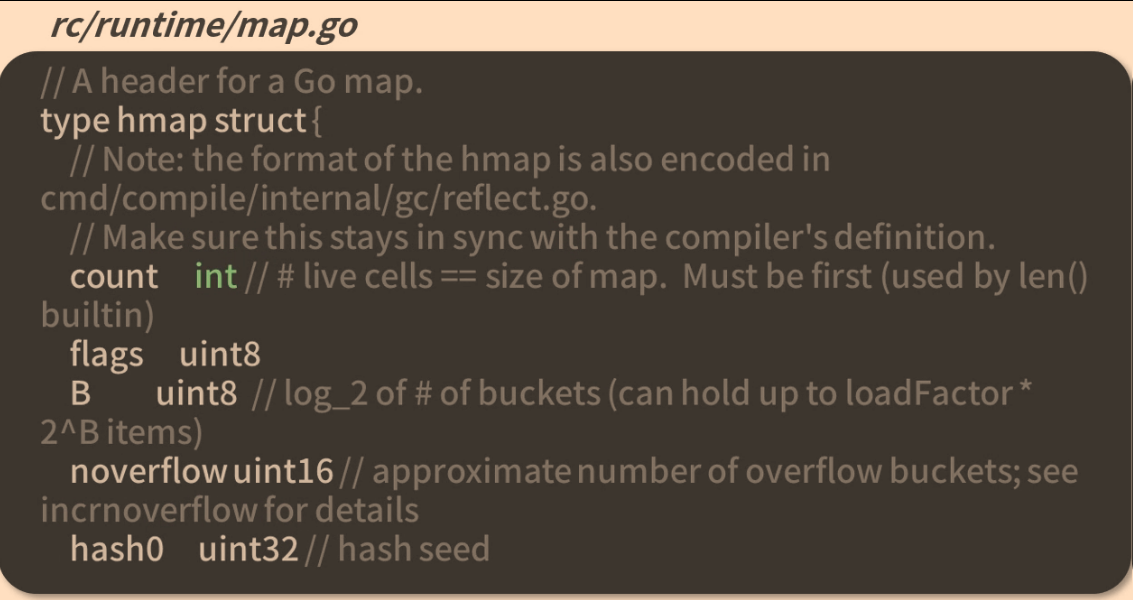 rc/runtime/map.go
// A header for a Go map.
type hmap struct {
// Note: the format of the hmap is also encoded in
cmd/compile/internal/gc/reflect.go.
// Make sure this stays in sync with the compiler's definition.
count int // # live cells == size of map. Must be first (used by len()
builtin)
flags uint8
B uint8 // log_2 of # of buckets (can hold up to loadFactor *
2^B items)
noverflow uint16 // approximate number of overflow buckets; see
incrnoverflow for details
hash0 uint32 // hash seed